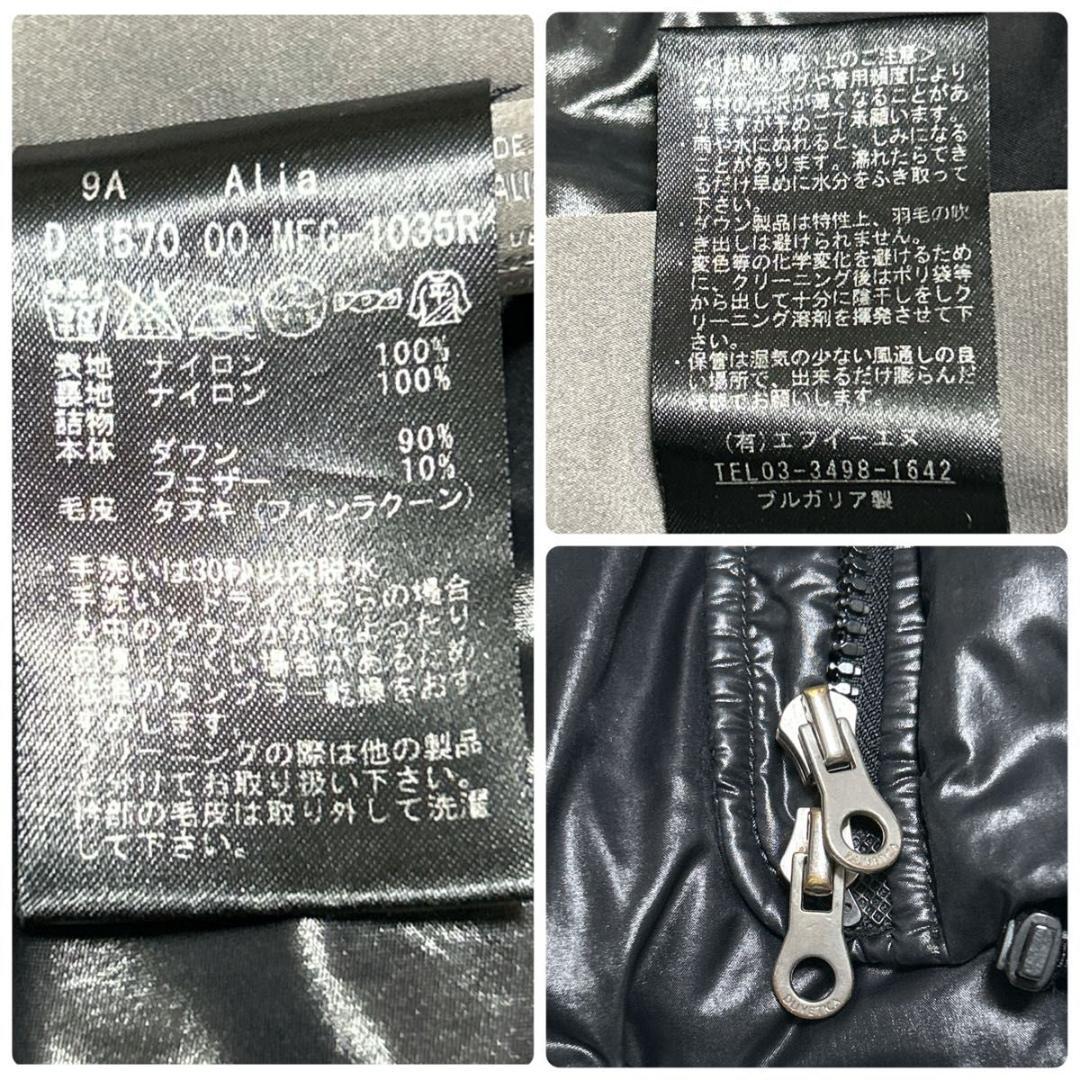 9A Alia
D 1570 00 MFG-1035R
DE
ALI
表地 ナイロン 100%
裏地 ナイロン 100%
詰物
本体 ダウン 90%
フェザー 10%
毛皮 タヌキ (フィンラクーン)
・手洗いは30秒以内脱水
・手洗い、ドライどちらの場合
も中のダウンがかたよったり、
回復しにくい場合があるため、
タンブラー乾燥をおす
すめします。
クリーニングの際は他の製品
と分けてお取り扱い下さい。
の毛皮は取り外して洗濯
して下さい。
<お取り扱い上のご注意>
・クリーニングや着用頻度により
素材の光沢が薄くなることがあ
りますが予めご了承願います。
・雨や水にぬれると、しみになる
ことがあります。濡れたらでき
るだけ早めに水分をふき取って
下さい。
・ダウン製品は特性上、羽毛の吹
き出しは避けられません。
・変色等の化学変化を避けるため
に、クリーニング後はポリ袋等
から出して十分に陰干しをしク
リーニング溶剤を揮発させて下
さい。
・保管は湿気の少ない風通しの良
い場所で、出来るだけ膨らんだ
状態でお願いします。
(有)エフイーエヌ
TEL03-3498-1642
ブルガリア製